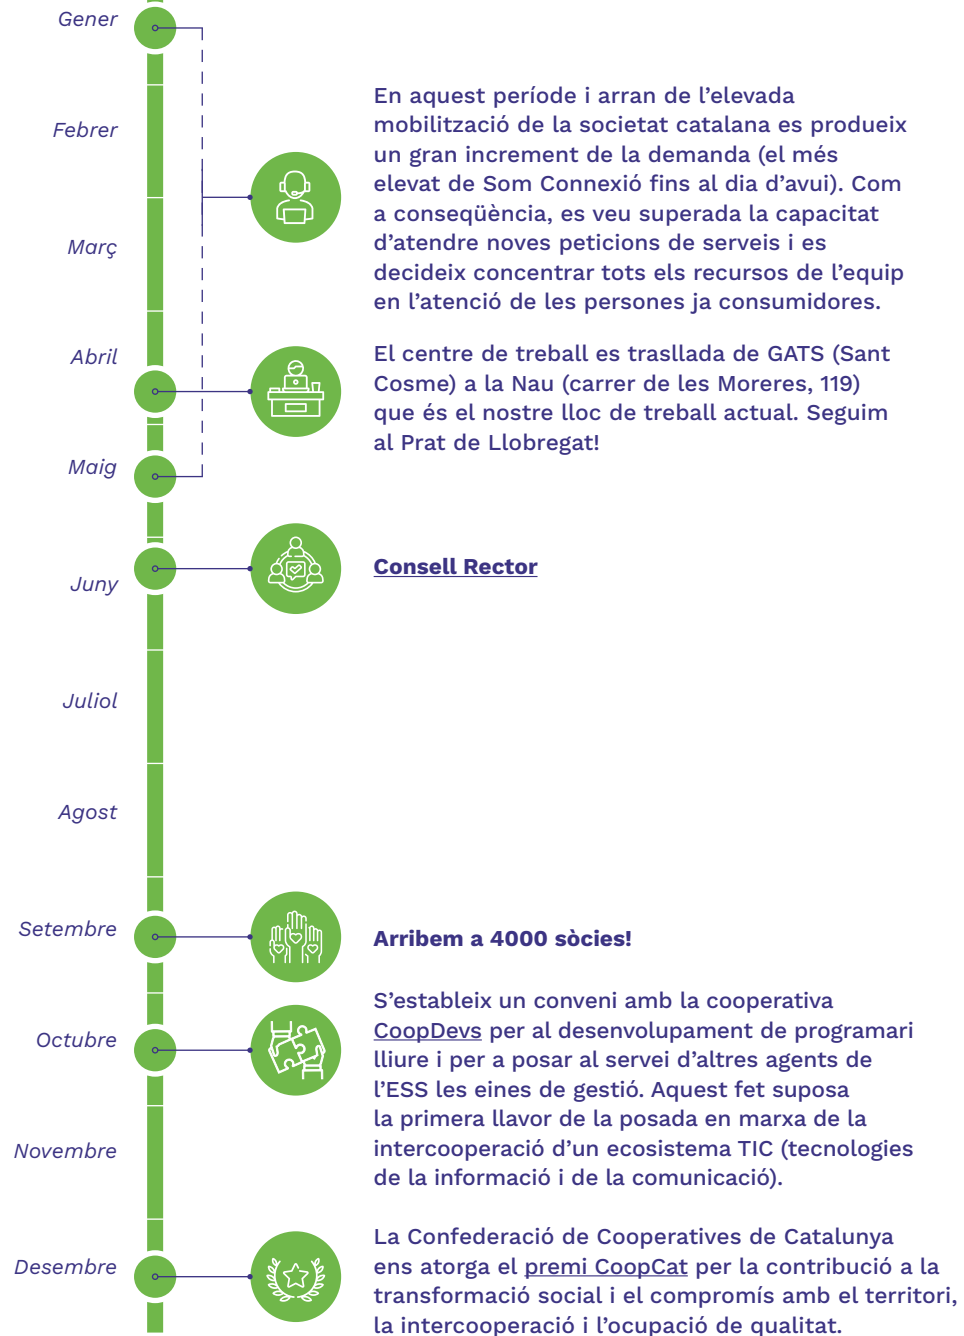 Gener
Febrer
En aquest període i arran de l’elevada
mobilització de la societat catalana es produeix
un gran increment de la demanda (el més
elevat de Som Connexió fins al dia d’avui). Com
a conseqüència, es veu superada la capacitat
d’atendre noves peticions de serveis i es
decideix concentrar tots els recursos de l’equip
en l’atenció de les persones ja consumidores.
Març
Abril
El centre de treball es trasllada de GATS (Sant
Cosme) a la Nau (carrer de les Moreres, 119)
que és el nostre lloc de treball actual. Seguim
al Prat de Llobregat!
Maig
Juny
Consell Rector
Juliol
Agost
Setembre
Arribem a 4000 sòcies!
Octubre
S’estableix un conveni amb la cooperativa
CoopDevs per al desenvolupament de programari
lliure i per a posar al servei d’altres agents de
l’ESS les eines de gestió. Aquest fet suposa
la primera llavor de la posada en marxa de la
intercooperació d’un ecosistema TIC (tecnologies
de la informació i de la comunicació).
Novembre
Desembre
La Confederació de Cooperatives de Catalunya
ens atorga el premi CoopCat per la contribució a la
transformació social i el compromís amb el territori,
la intercooperació i l’ocupació de qualitat.